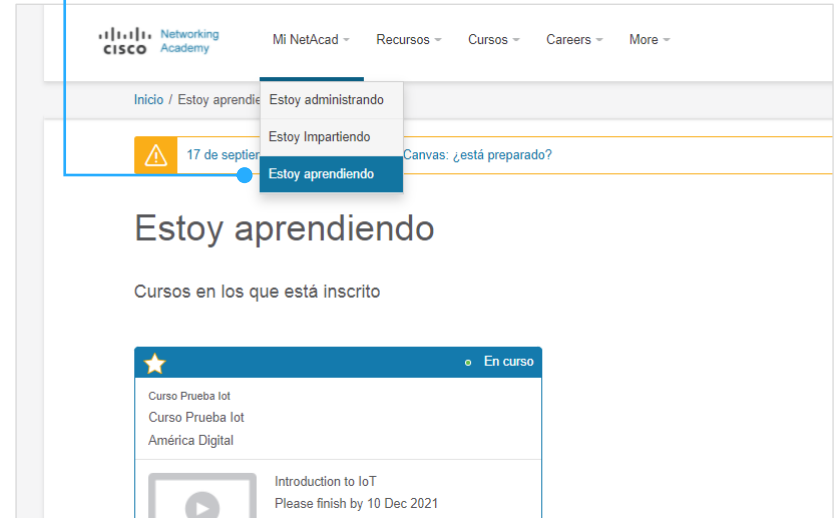 CISCO Networking Academy
Mi NetAcad Recursos Cursos Careers More
Inicio / Estoy aprendie
Estoy administrando
Estoy Impartiendo
Estoy aprendiendo
17 de septier Canvas: ¿está preparado?
Estoy aprendiendo
Cursos en los que está inscrito
En curso
Curso Prueba Iot
Curso Prueba Iot
América Digital
Introduction to IoT
Please finish by 10 Dec 2021